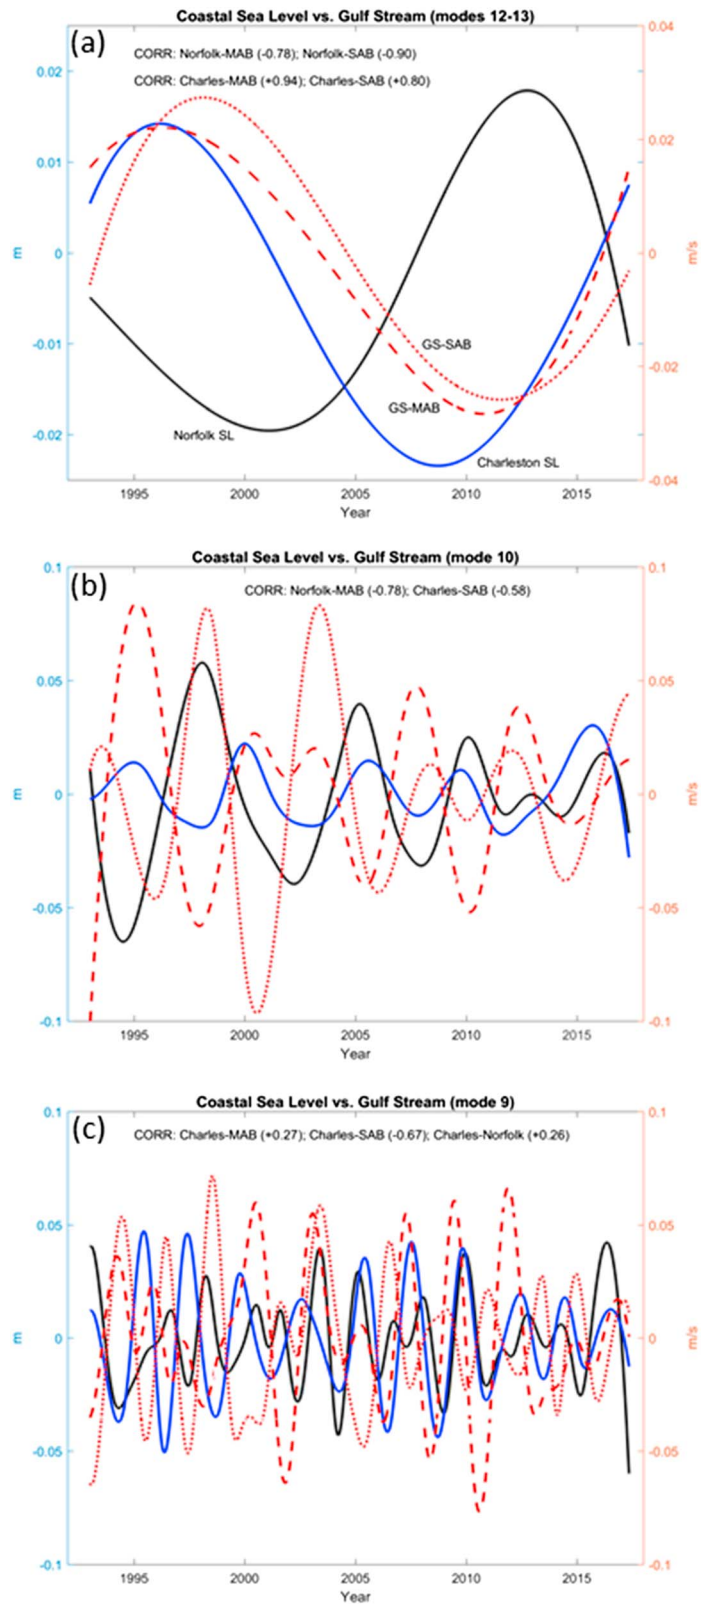 Coastal Sea Level vs. Gulf Stream (modes 12-13)
(a)
CORR: Norfolk-MAB (-0.78); Norfolk-SAB (-0.90)
CORR: Charles-MAB (+0.94); Charles-SAB (+0.80)
0.04
0.02
0.02
0.01
0
0
m
m/s
-0.01
GS-SAB
-0.02
GS-MAB
-0.02
Norfolk SL
Charleston SL
-0.04
1995 2000 2005 2010 2015
Year
Coastal Sea Level vs. Gulf Stream (mode 10)
0.1 0.1
(b)
CORR: Norfolk-MAB (-0.78); Charles-SAB (-0.58)
0.05 0.05
0 0
m
m/s
-0.05 -0.05
-0.1 -0.1
1995 2000 2005 2010 2015
Year
Coastal Sea Level vs. Gulf Stream (mode 9)
0.1 0.1
(c)
CORR: Charles-MAB (+0.27); Charles-SAB (-0.67); Charles-Norfolk (+0.26)
0.05 0.05
0 0
m
m/s
-0.05 -0.05
-0.1 -0.1
1995 2000 2005 2010 2015
Year